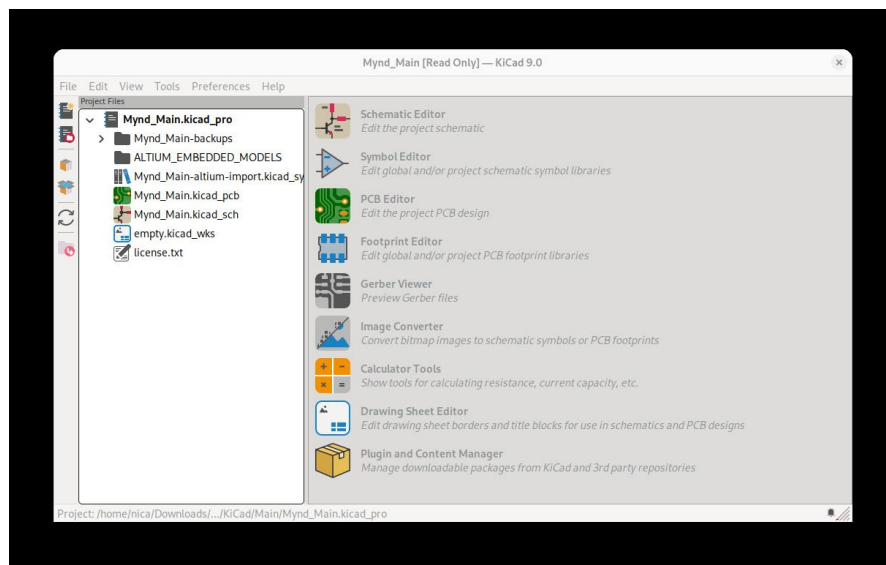 Mynd_Main [Read Only] — KiCad 9.0
File Edit View Tools Preferences Help
Project Files
Mynd_Main.kicad_pro
Mynd_Main-backups
ALTIUM_EMBEDDED_MODELS
Mynd_Main-altium-import.kicad_sy
Mynd_Main.kicad_pcb
Mynd_Main.kicad_sch
empty.kicad_wks
license.txt
Schematic Editor
Edit the project schematic
Symbol Editor
Edit global and/or project schematic symbol libraries
PCB Editor
Edit the project PCB design
Footprint Editor
Edit global and/or project PCB footprint libraries
Gerber Viewer
Preview Gerber files
Image Converter
Convert bitmap images to schematic symbols or PCB footprints
Calculator Tools
Show tools for calculating resistance, current capacity, etc.
Drawing Sheet Editor
Edit drawing sheet borders and title blocks for use in schematics and PCB designs
Plugin and Content Manager
Manage downloadable packages from KiCad and 3rd party repositories
Project: /home/nica/Downloads/.../KiCad/Main/Mynd_Main.kicad_pro